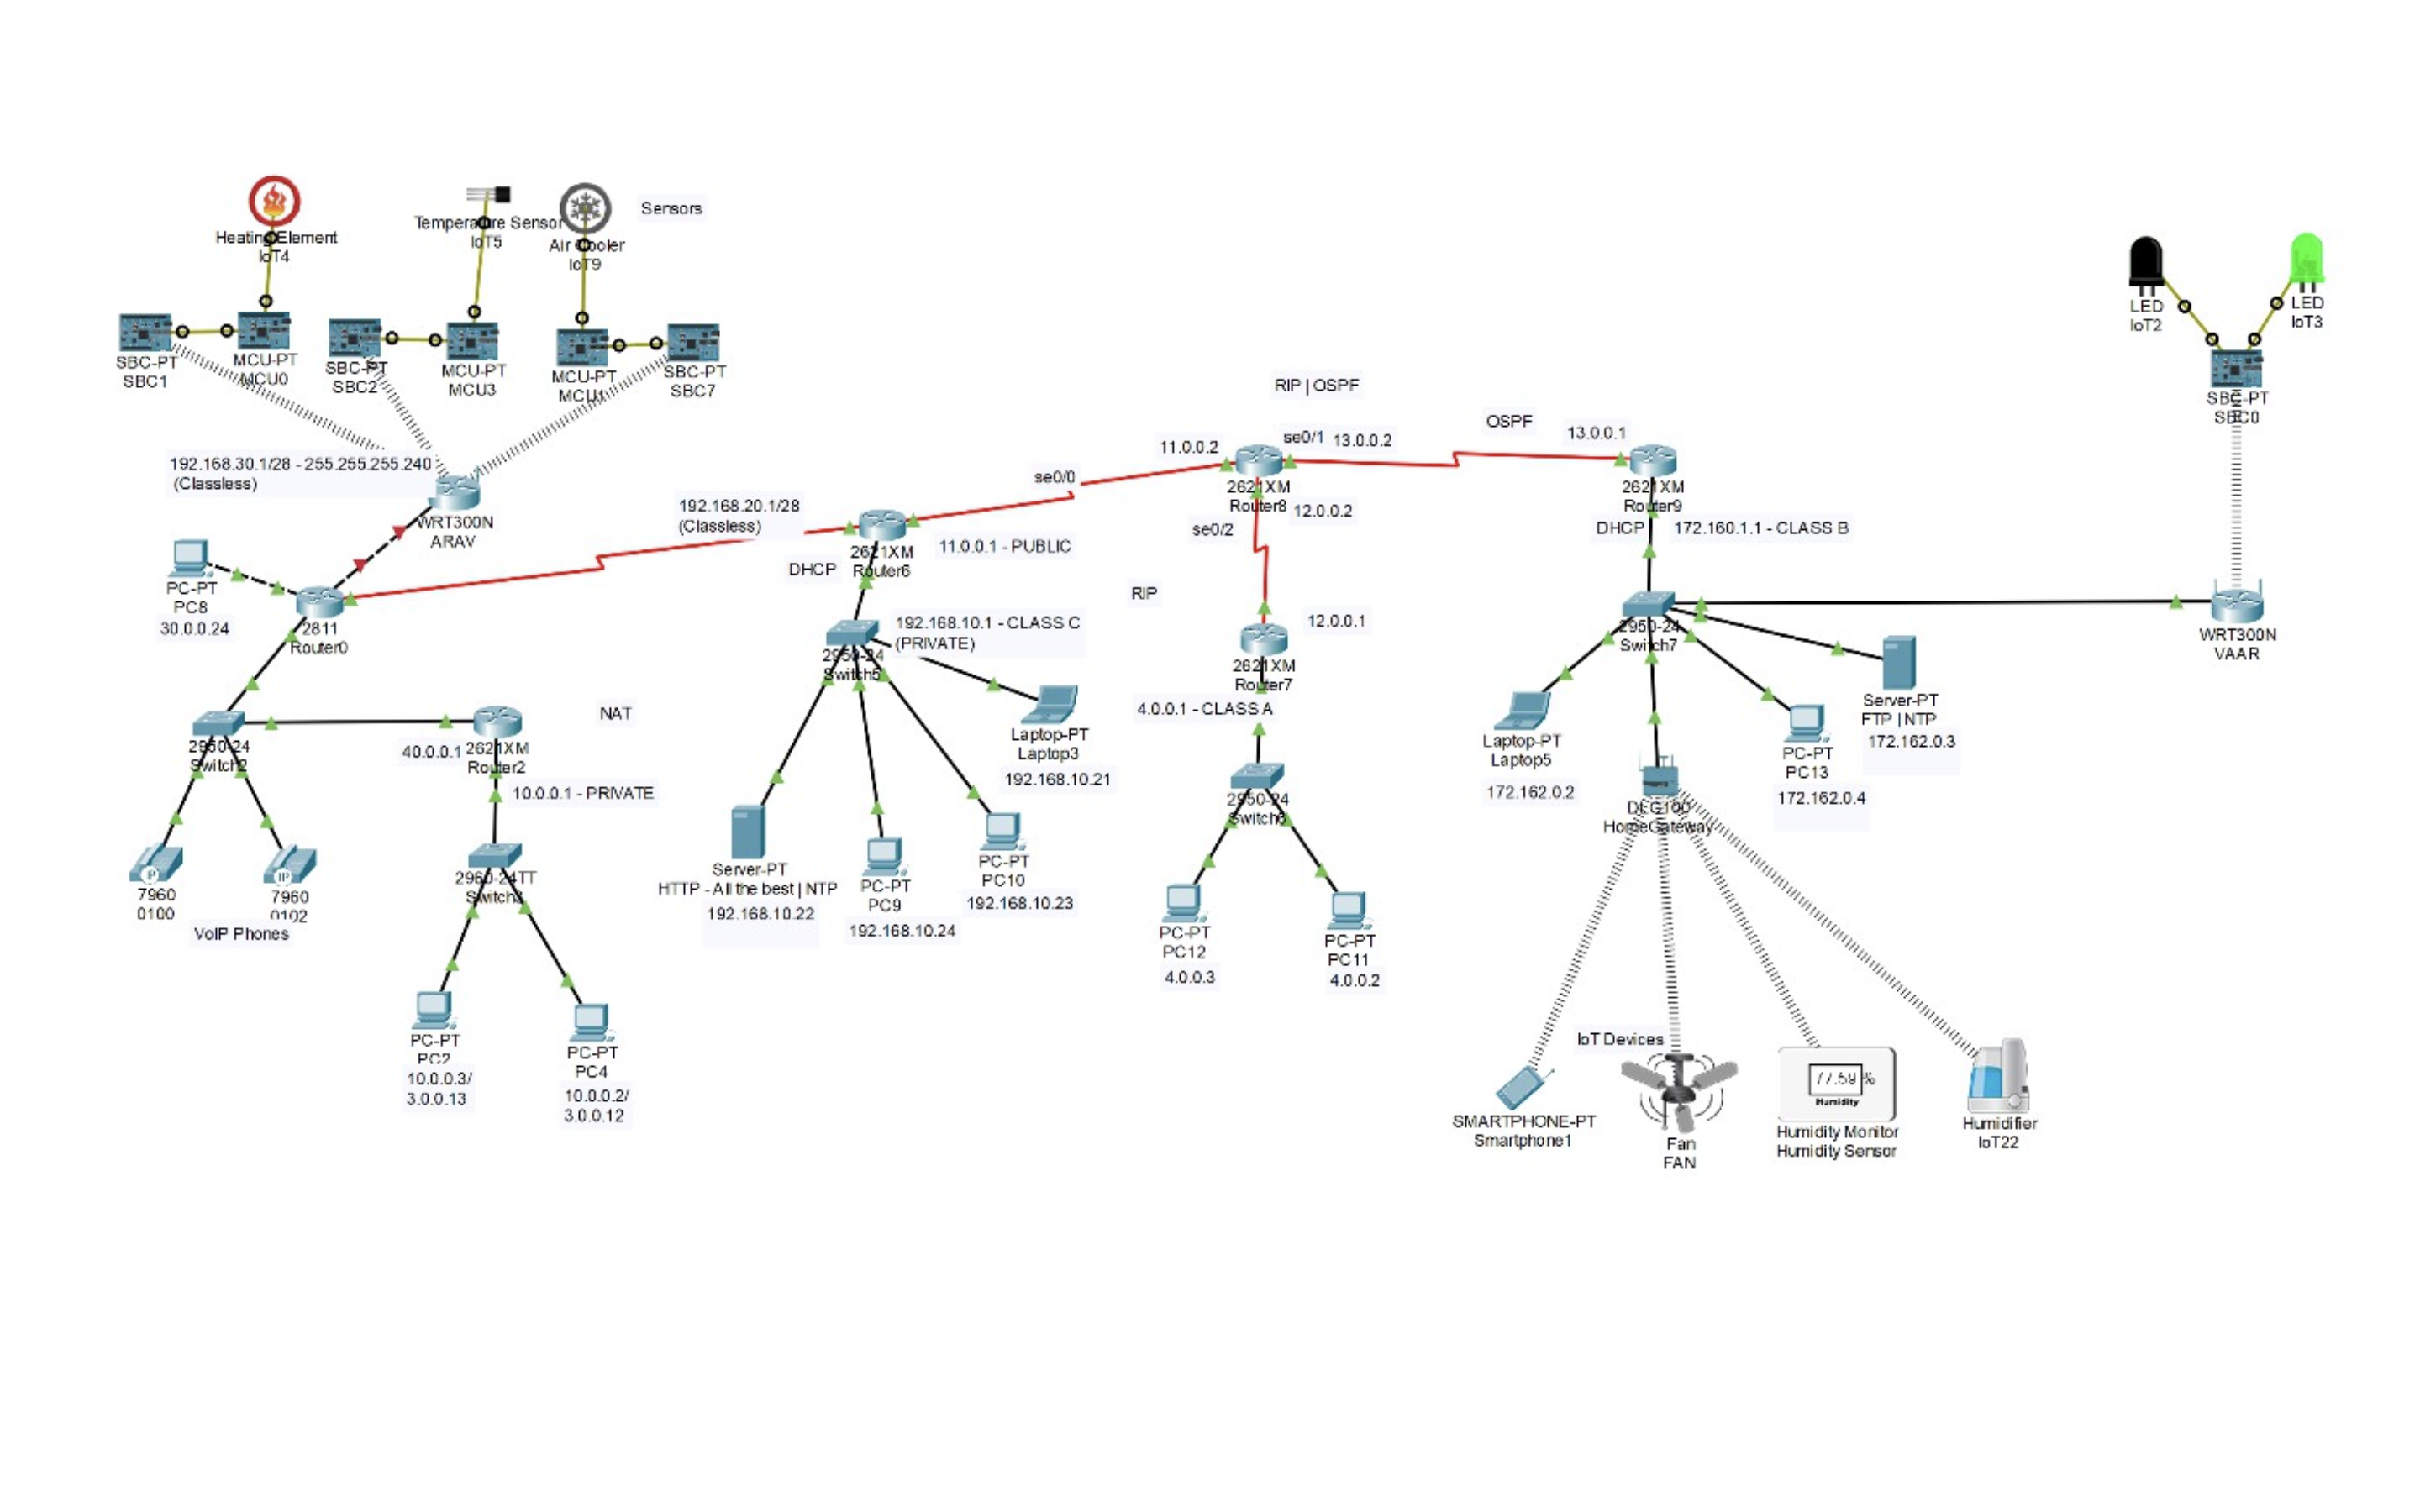 Heating Element
IoT4
Temperature Sensor
IoT5
Air Cooler
IoT9
Sensors
SBC-PT
SBC1
MCU-PT
MCU0
SBC-PT
SBC2
MCU-PT
MCU3
MCU-PT
MCU1
SBC-PT
SBC7
192.168.30.1/28 - 255.255.255.240
(Classless)
WRT300N
ARAV
PC-PT
PC8
30.0.0.24
2811
Router0
2950-24
Switch2
40.0.0.1
2621XM
Router2
NAT
10.0.0.1 - PRIVATE
7960
0100
7960
0102
VoIP Phones
2960-24TT
PC-PT
PC2
10.0.0.3/
3.0.0.13
PC-PT
PC4
10.0.0.2/
3.0.0.12
192.168.20.1/28
(Classless)
DHCP
2621XM
Router6
se0/0
11.0.0.1 - PUBLIC
192.168.10.1 - CLASS C
(PRIVATE)
2950-24
Switch5
Laptop-PT
Laptop3
192.168.10.21
Server-PT
HTTP - All the best | NTP
192.168.10.22
PC-PT
PC9
192.168.10.24
PC-PT
PC10
192.168.10.23
RIP | OSPF
11.0.0.2
se0/1
13.0.0.2
2621XM
Router8
se0/2
12.0.0.2
RIP
12.0.0.1
2621XM
Router7
4.0.0.1 - CLASS A
2950-24
Switch6
PC-PT
PC12
4.0.0.3
PC-PT
PC11
4.0.0.2
OSPF
13.0.0.1
2621XM
Router9
DHCP
172.160.1.1 - CLASS B
2950-24
Switch7
Laptop-PT
Laptop5
172.162.0.2
DLG100
HomeGateway
PC-PT
PC13
172.162.0.4
Server-PT
FTP | NTP
172.162.0.3
IoT Devices
SMARTPHONE-PT
Smartphone1
Fan
FAN
77.59 %
Humidity
Humidity Monitor
Humidity Sensor
Humidifier
IoT22
LED
IoT2
LED
IoT3
SBC-PT
SBC0
WRT300N
VAAR